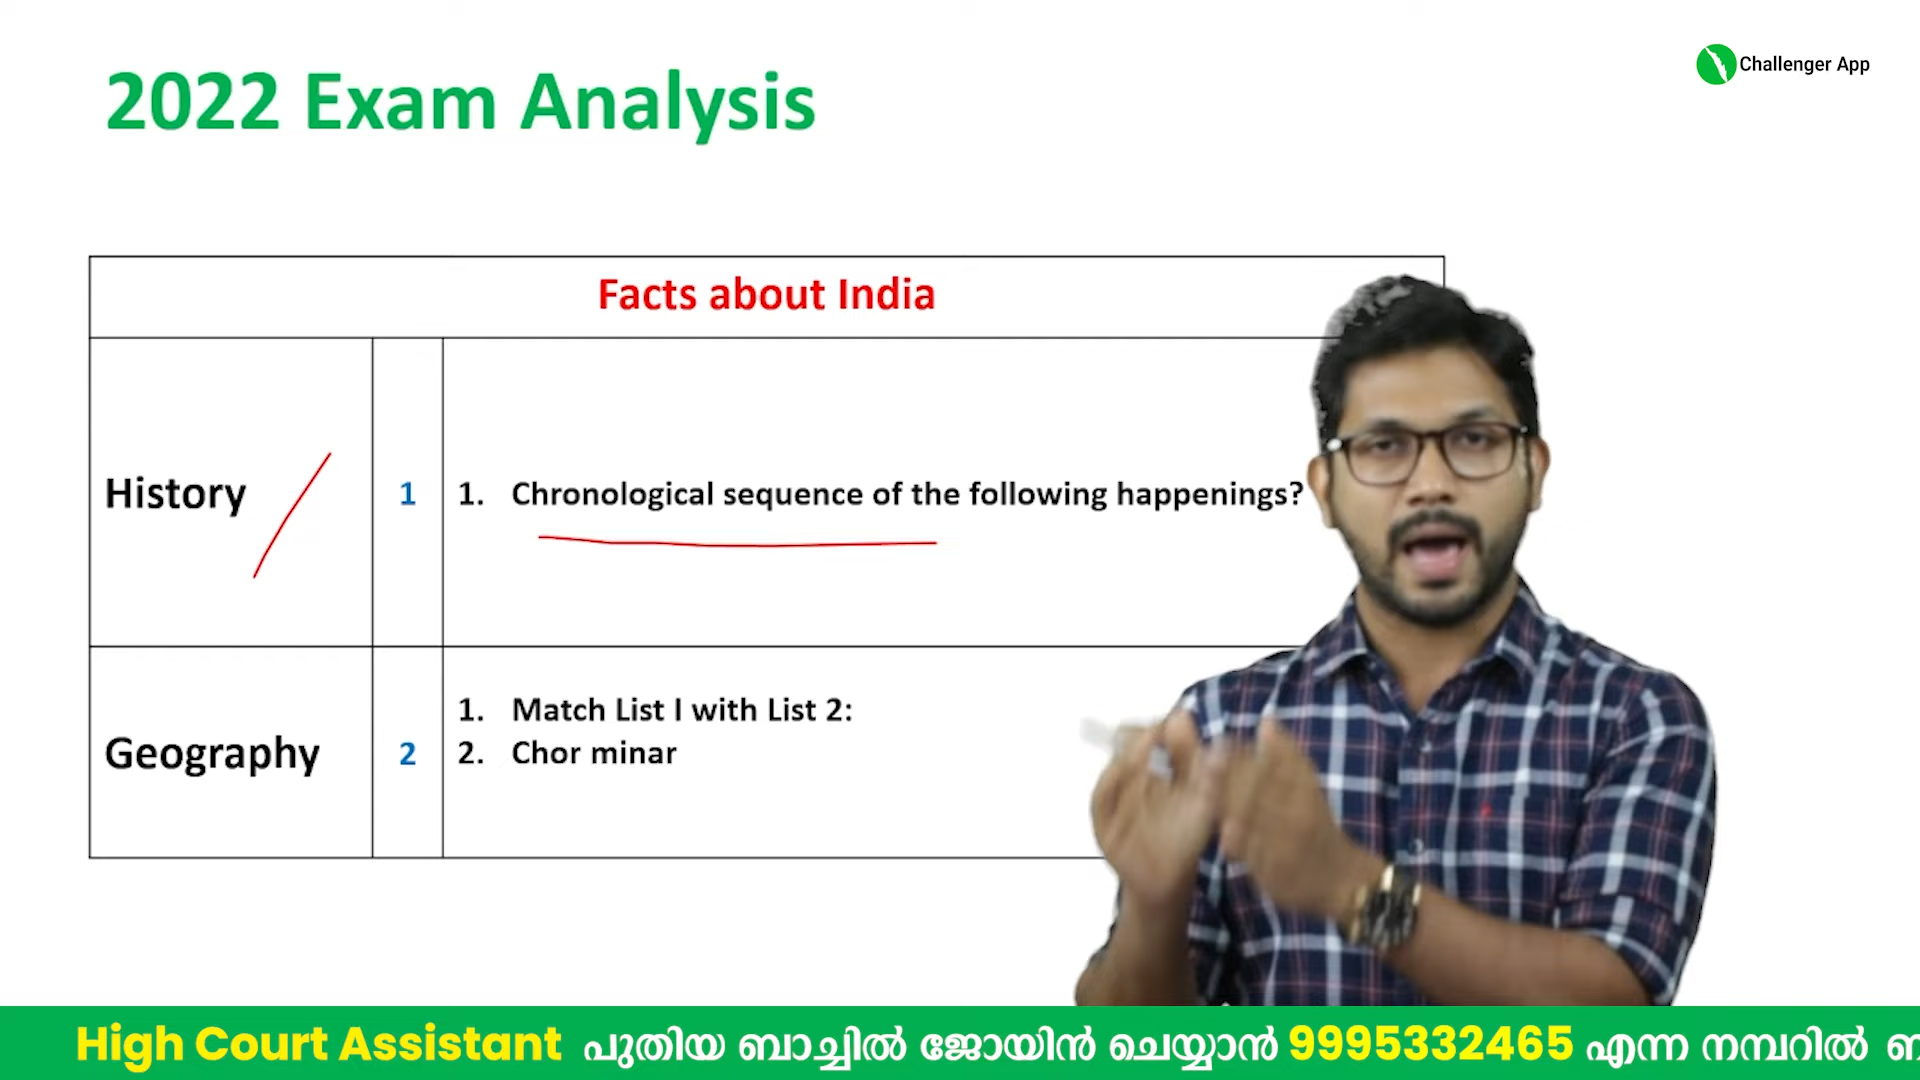 2022 Exam Analysis
Challenger App
Facts about India
History
1
1. Chronological sequence of the following happenings?
Geography
2
1. Match List I with List 2:
2. Chor minar
High Court Assistant പുതിയ ബാച്ചിൽ ജോയിൻ ചെയ്യാൻ 9995332465 എന്ന നമ്പറിൽ